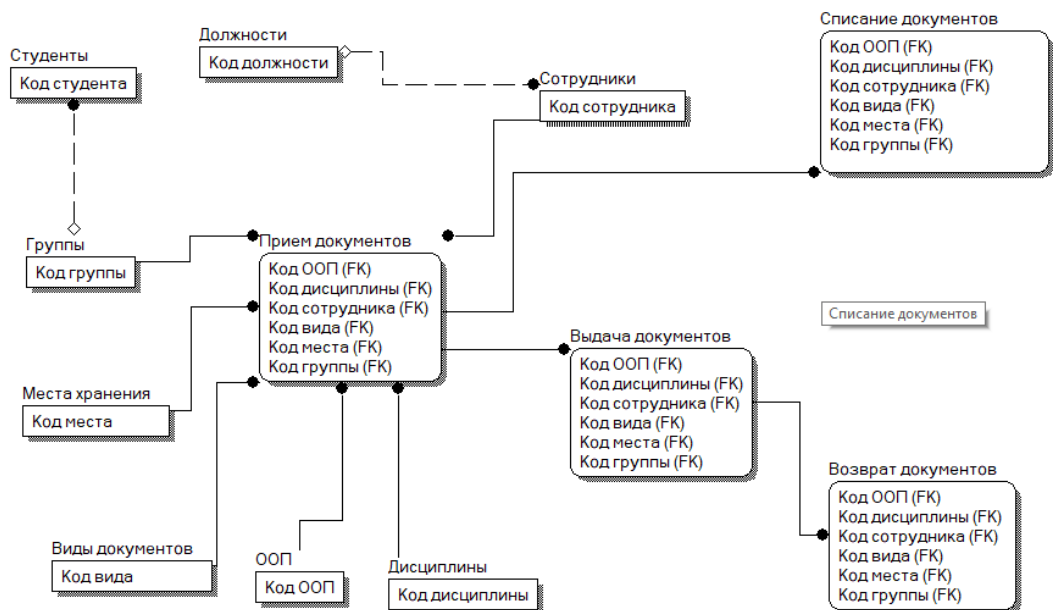 Списание документов
Код ООП (FK)
Код дисциплины (FK)
Код сотрудника (FK)
Код вида (FK)
Код места (FK)
Код группы (FK)
Должности
Код должности
Студенты
Код студента
Сотрудники
Код сотрудника
Группы
Код группы
Прием документов
Код ООП (FK)
Код дисциплины (FK)
Код сотрудника (FK)
Код вида (FK)
Код места (FK)
Код группы (FK)
Списание документов
Выдача документов
Код ООП (FK)
Код дисциплины (FK)
Код сотрудника (FK)
Код вида (FK)
Код места (FK)
Код группы (FK)
Места хранения
Код места
Возврат документов
Код ООП (FK)
Код дисциплины (FK)
Код сотрудника (FK)
Код вида (FK)
Код места (FK)
Код группы (FK)
Виды документов
Код вида
ООП
Код ООП
Дисциплины
Код дисциплины